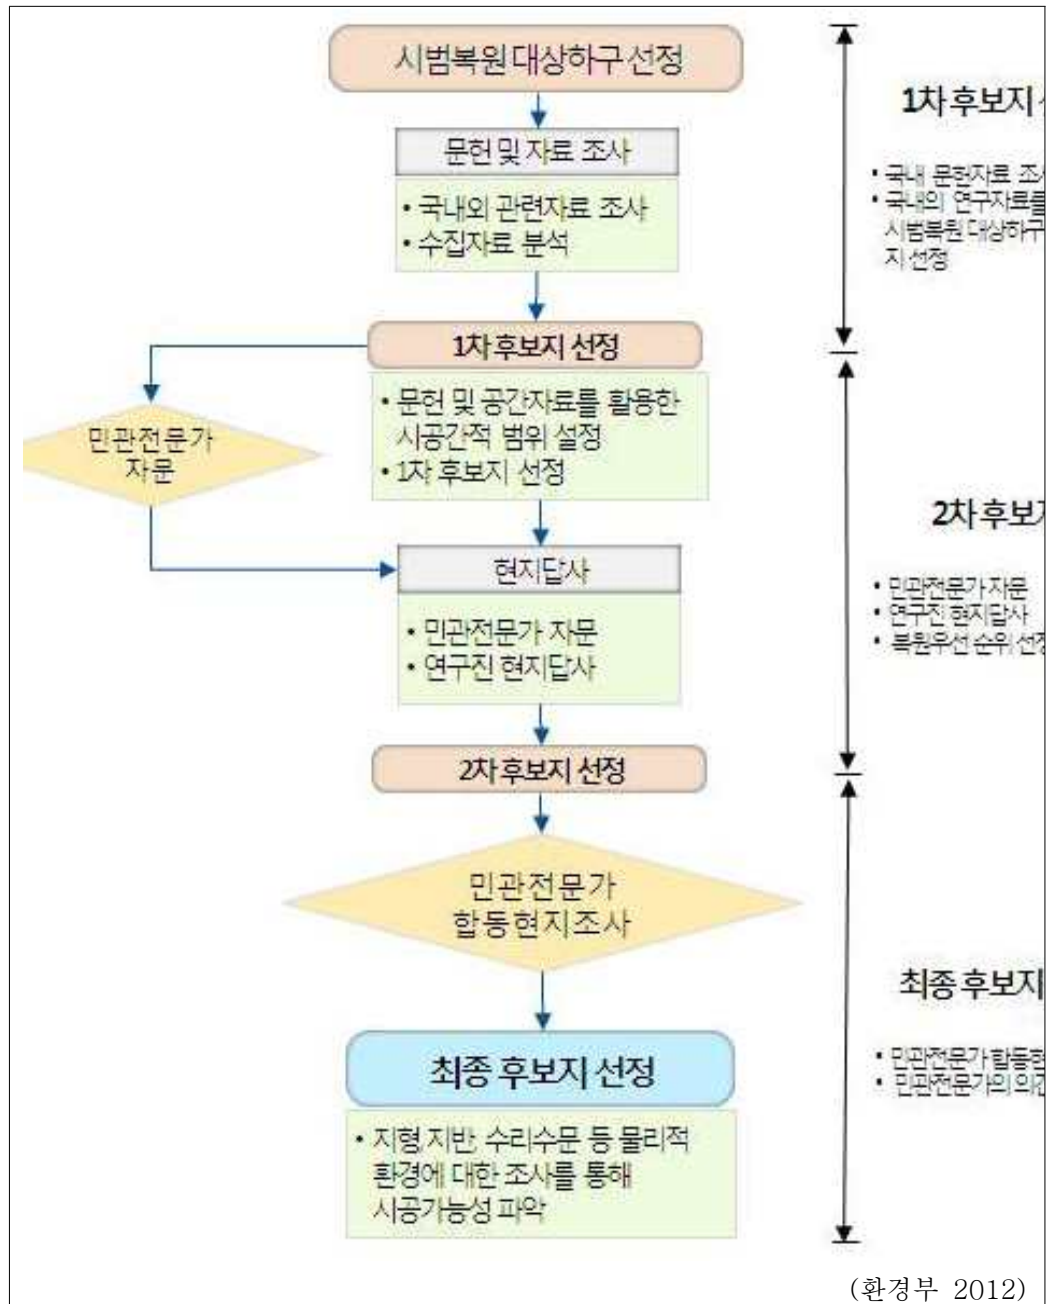 시범복원 대상하구 선정
문헌 및 자료 조사
• 국내외 관련자료 조사
• 수집자료 분석
1차 후보지 선정
• 문헌 및 공간자료를 활용한
시공간적 범위 설정
• 1차 후보지 선정
민관전문가
자문
현지답사
• 민관전문가 자문
• 연구진 현지답사
2차 후보지 선정
민관전문가
합동현지조사
최종 후보지 선정
• 지형, 지반, 수리수문 등 물리적
환경에 대한 조사를 통해
시공가능성 파악
1차 후보지
• 국내 문헌자료
• 국내의 연구자료를
시범복원 대상하구
지 선정
2차 후보지
• 민관전문가 자문
• 연구진 현지답사
• 복원우선 순위 선정
최종 후보지
• 민관전문가 합동
• 민관전문가의
(환경부 2012)